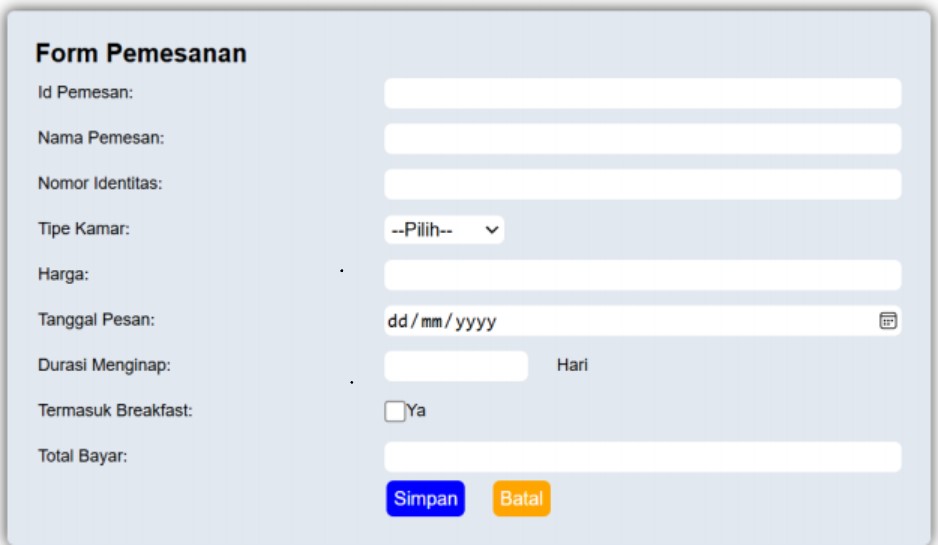 Form Pemesanan
Id Pemesan:
Nama Pemesan:
Nomor Identitas:
Tipe Kamar: --Pilih--
Harga:
Tanggal Pesan: dd/mm/yyyy
Durasi Menginap: Hari
Termasuk Breakfast: Ya
Total Bayar:
Simpan Batal